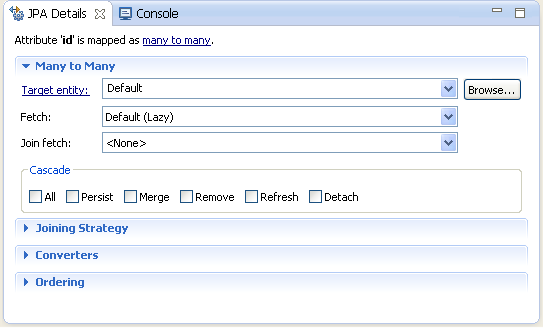 JPA Details Console
Attribute 'id' is mapped as many to many.
Many to Many
Target entity: Default Browse...
Fetch: Default (Lazy)
Join fetch: <None>
Cascade
All Persist Merge Remove Refresh Detach
Joining Strategy
Converters
Ordering